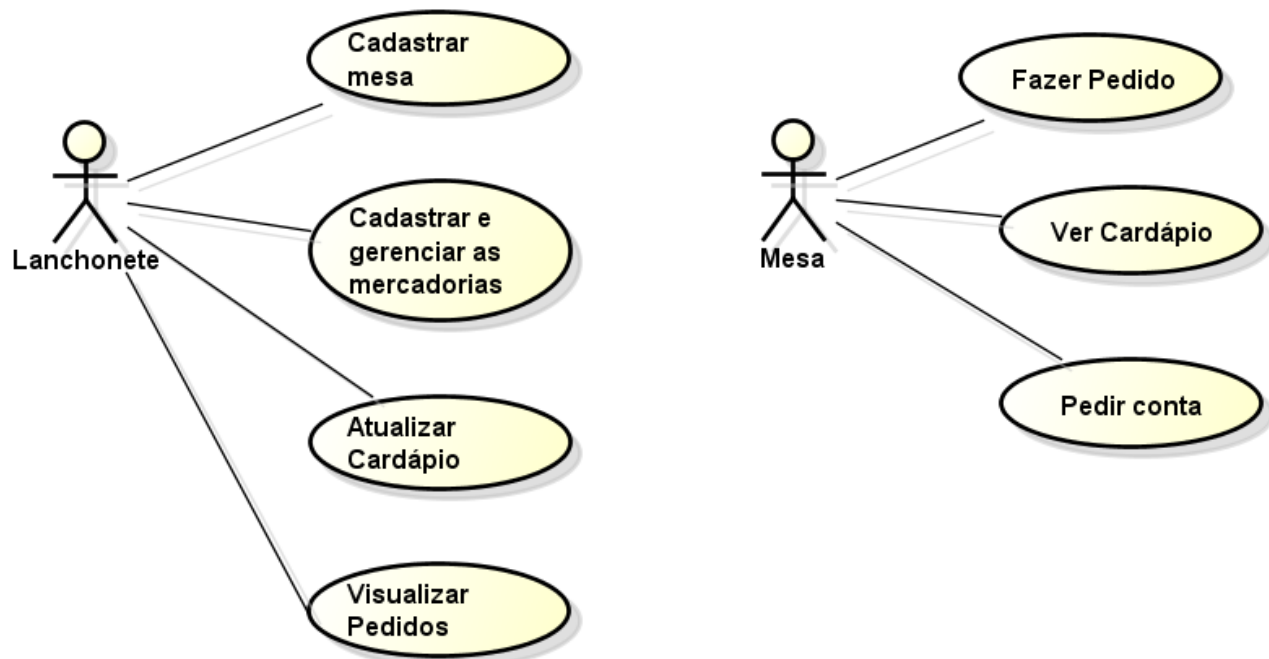 Cadastrar
mesa
Lanchonete
Cadastrar e
gerenciar as
mercadorias
Atualizar
Cardápio
Visualizar
Pedidos
Fazer Pedido
Mesa
Ver Cardápio
Pedir conta